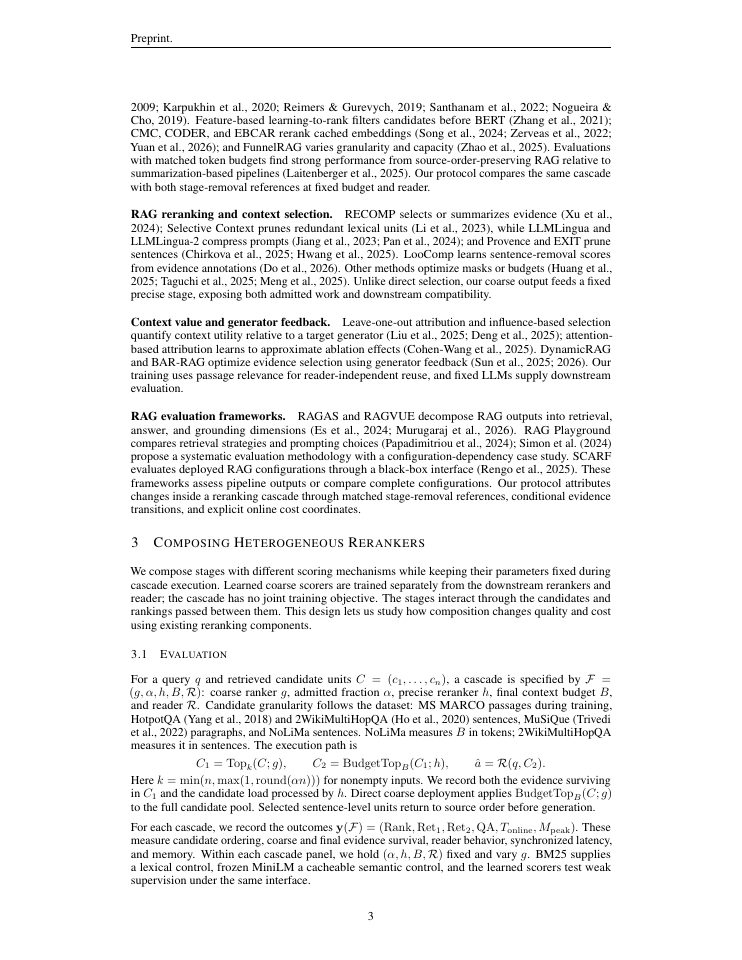 Preprint.
2009; Karpukhin et al., 2020; Reimers & Gurevych, 2019; Santhanam et al., 2022; Nogueira &
Cho, 2019). Feature-based learning-to-rank filters candidates before BERT (Zhang et al., 2021);
CMC, CODER, and EBCAR rerank cached embeddings (Song et al., 2024; Zerveas et al., 2022;
Yuan et al., 2026); and FunnelRAG varies granularity and capacity (Zhao et al., 2025). Evaluations
with matched token budgets find strong performance from source-order-preserving RAG relative to
summarization-based pipelines (Laitenberger et al., 2025). Our protocol compares the same cascade
with both stage-removal references at fixed budget and reader.
RAG reranking and context selection. RECOMP selects or summarizes evidence (Xu et al.,
2024); Selective Context prunes redundant lexical units (Li et al., 2023), while LLMLingua and
LLMLingua-2 compress prompts (Jiang et al., 2023; Pan et al., 2024); and Provence and EXIT prune
sentences (Chirkova et al., 2025; Hwang et al., 2025). LooComp learns sentence-removal scores
from evidence annotations (Do et al., 2026). Other methods optimize masks or budgets (Huang et al.,
2025; Taguchi et al., 2025; Meng et al., 2025). Unlike direct selection, our coarse output feeds a fixed
precise stage, exposing both admitted work and downstream compatibility.
Context value and generator feedback. Leave-one-out attribution and influence-based selection
quantify context utility relative to a target generator (Liu et al., 2025; Deng et al., 2025); attention-
based attribution learns to approximate ablation effects (Cohen-Wang et al., 2025). DynamicRAG
and BAR-RAG optimize evidence selection using generator feedback (Sun et al., 2025; 2026). Our
training uses passage relevance for reader-independent reuse, and fixed LLMs supply downstream
evaluation.
RAG evaluation frameworks. RAGAS and RAGVUE decompose RAG outputs into retrieval,
answer, and grounding dimensions (Es et al., 2024; Murugaraj et al., 2026). RAG Playground
compares retrieval strategies and prompting choices (Papadimitriou et al., 2024); Simon et al. (2024)
propose a systematic evaluation methodology with a configuration-dependency case study. SCARF
evaluates deployed RAG configurations through a black-box interface (Rengo et al., 2025). These
frameworks assess pipeline outputs or compare complete configurations. Our protocol attributes
changes inside a reranking cascade through matched stage-removal references, conditional evidence
transitions, and explicit online cost coordinates.
3 COMPOSING HETEROGENEOUS RERANKERS
We compose stages with different scoring mechanisms while keeping their parameters fixed during
cascade execution. Learned coarse scorers are trained separately from the downstream rerankers and
reader; the cascade has no joint training objective. The stages interact through the candidates and
rankings passed between them. This design lets us study how composition changes quality and cost
using existing reranking components.
3.1 EVALUATION
For a query q and retrieved candidate units C = (c₁, . . . , cₙ), a cascade is specified by ℱ =
(g, α, h, B, ℛ): coarse ranker g, admitted fraction α, precise reranker h, final context budget B,
and reader ℛ. Candidate granularity follows the dataset: MS MARCO passages during training,
HotpotQA (Yang et al., 2018) and 2WikiMultiHopQA (Ho et al., 2020) sentences, MuSiQue (Trivedi
et al., 2022) paragraphs, and NoLiMa sentences. NoLiMa measures B in tokens; 2WikiMultiHopQA
measures it in sentences. The execution path is
C₁ = Topₖ(C; g), C₂ = BudgetTop_B(C₁; h), â = ℛ(q, C₂).
Here k = min(n, max(1, round(αn))) for nonempty inputs. We record both the evidence surviving
in C₁ and the candidate load processed by h. Direct coarse deployment applies BudgetTop_B(C; g)
to the full candidate pool. Selected sentence-level units return to source order before generation.
For each cascade, we record the outcomes y(ℱ) = (Rank, Ret₁, Ret₂, QA, T_online, M_peak). These
measure candidate ordering, coarse and final evidence survival, reader behavior, synchronized latency,
and memory. Within each cascade panel, we hold (α, h, B, ℛ) fixed and vary g. BM25 supplies
a lexical control, frozen MiniLM a cacheable semantic control, and the learned scorers test weak
supervision under the same interface.
3